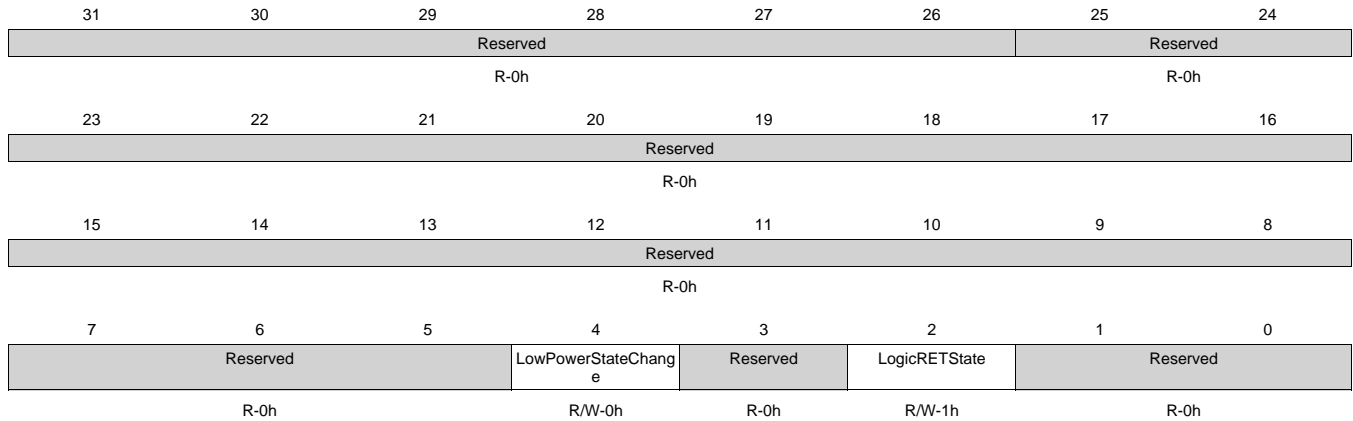 31 30 29 28 27 26 25 24
Reserved Reserved
R-0h R-0h
23 22 21 20 19 18 17 16
Reserved
R-0h
15 14 13 12 11 10 9 8
Reserved
R-0h
7 6 5 4 3 2 1 0
Reserved LowPowerStateChang Reserved LogicRETState Reserved
e
R-0h R/W-0h R-0h R/W-1h R-0h